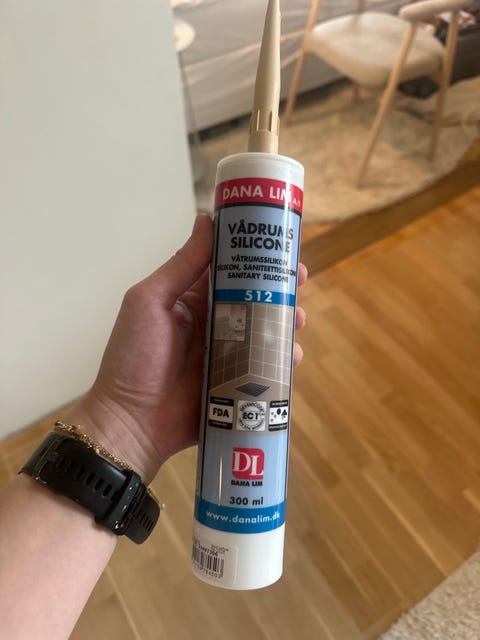 DANA LIM A/S
VÅDRUMS
SILICONE
VÅTRUMSSILIKON
SILIKON, SANITEETTISILIKONI
SANITARY SILICONE
512
FDA
EC1
DL
DANA LIM
300 ml
www.danalim.dk